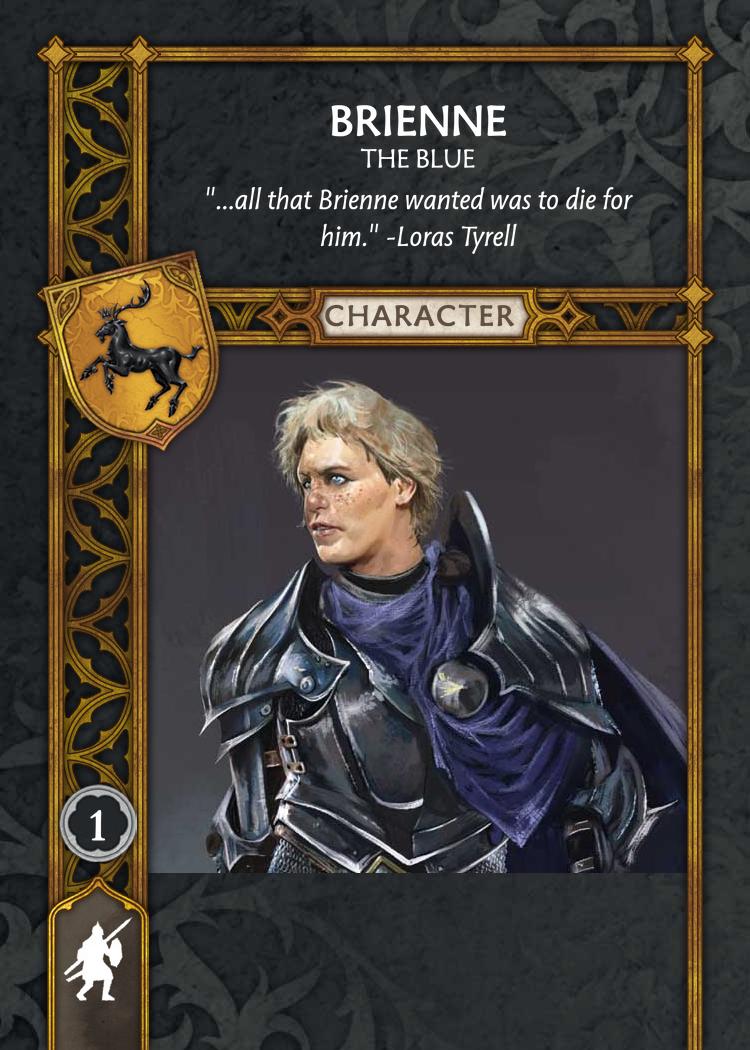 BRIENNE
THE BLUE
"...all that Brienne wanted was to die for
him." -Loras Tyrell
CHARACTER
1